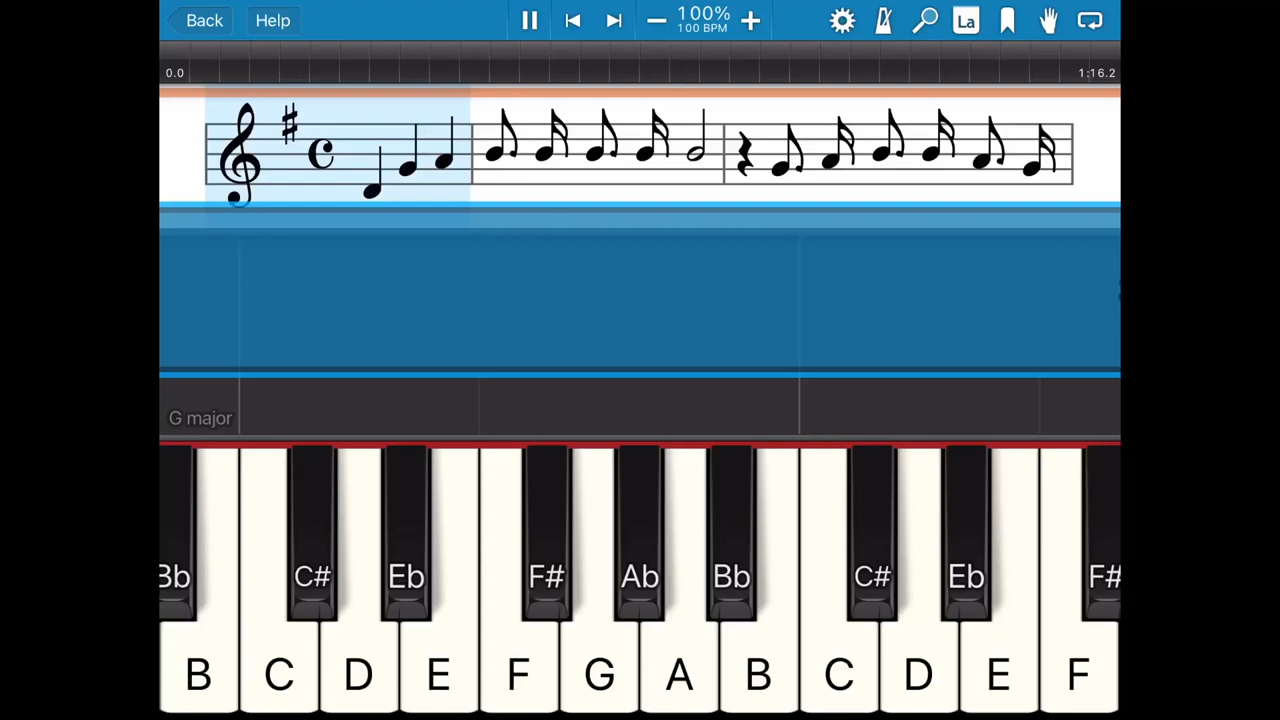 Back Help 100% La
100 BPM
0.0 1:16.2
G major
Bb C# Eb F# Ab Bb C# Eb F#
B C D E F G A B C D E F